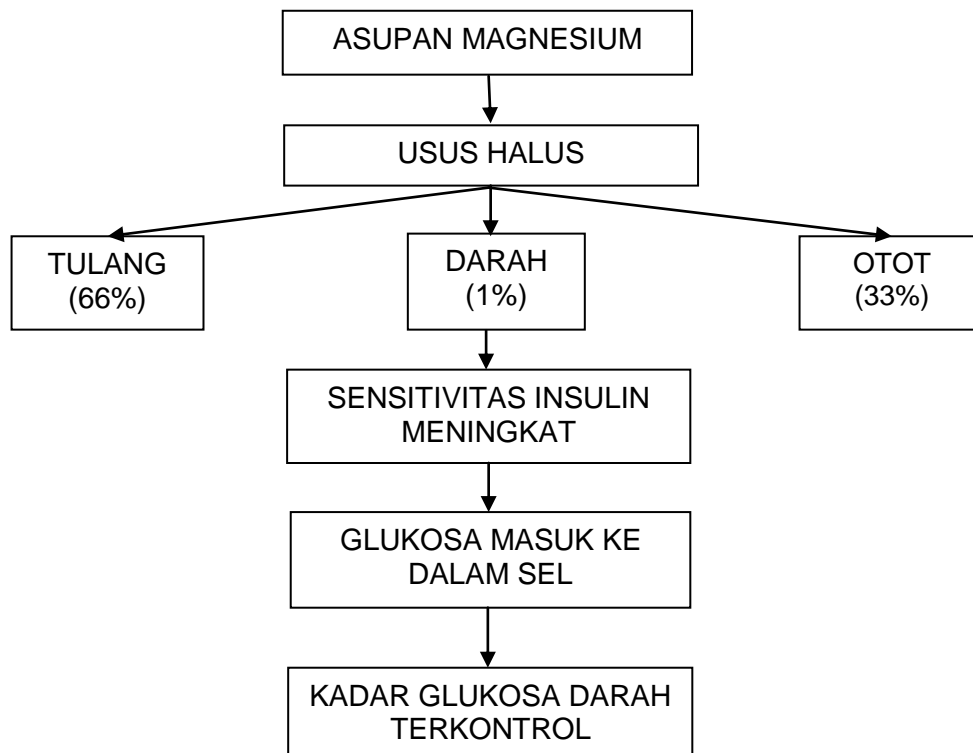 ASUPAN MAGNESIUM
USUS HALUS
TULANG
(66%)
DARAH
(1%)
OTOT
(33%)
SENSITIVITAS INSULIN
MENINGKAT
GLUKOSA MASUK KE
DALAM SEL
KADAR GLUKOSA DARAH
TERKONTROL